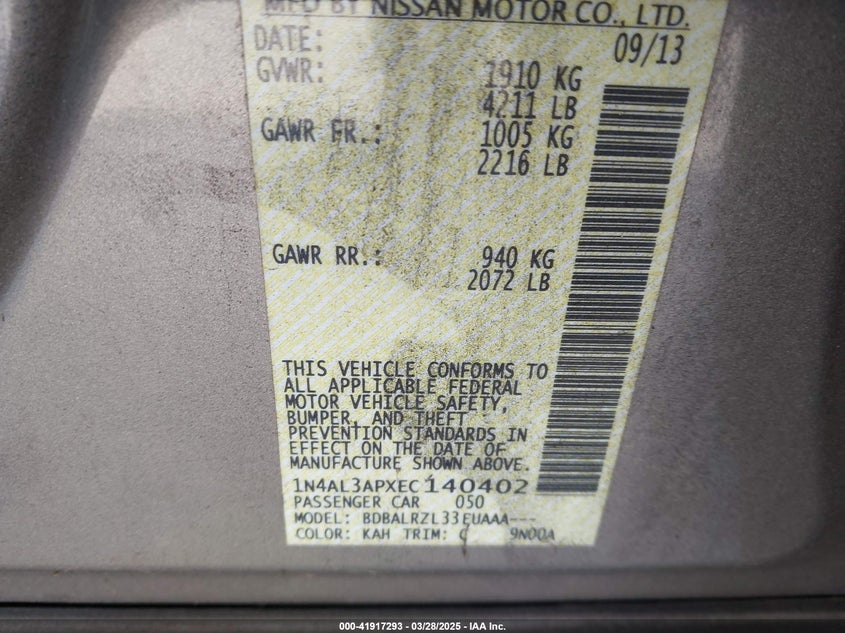 MFD BY NISSAN MOTOR CO., LTD.
DATE: 09/13
GVWR: 1910 KG
4211 LB
GAWR FR.: 1005 KG
2216 LB
GAWR RR.: 940 KG
2072 LB
THIS VEHICLE CONFORMS TO
ALL APPLICABLE FEDERAL
MOTOR VEHICLE SAFETY,
BUMPER, AND THEFT
PREVENTION STANDARDS IN
EFFECT ON THE DATE OF
MANUFACTURE SHOWN ABOVE.
1N4AL3APXEC140402
PASSENGER CAR 050
MODEL: BDBALRZL33EUAAA---
COLOR: KAH TRIM: C 9N00A
000-41917293 - 03/28/2025 - IAA Inc.